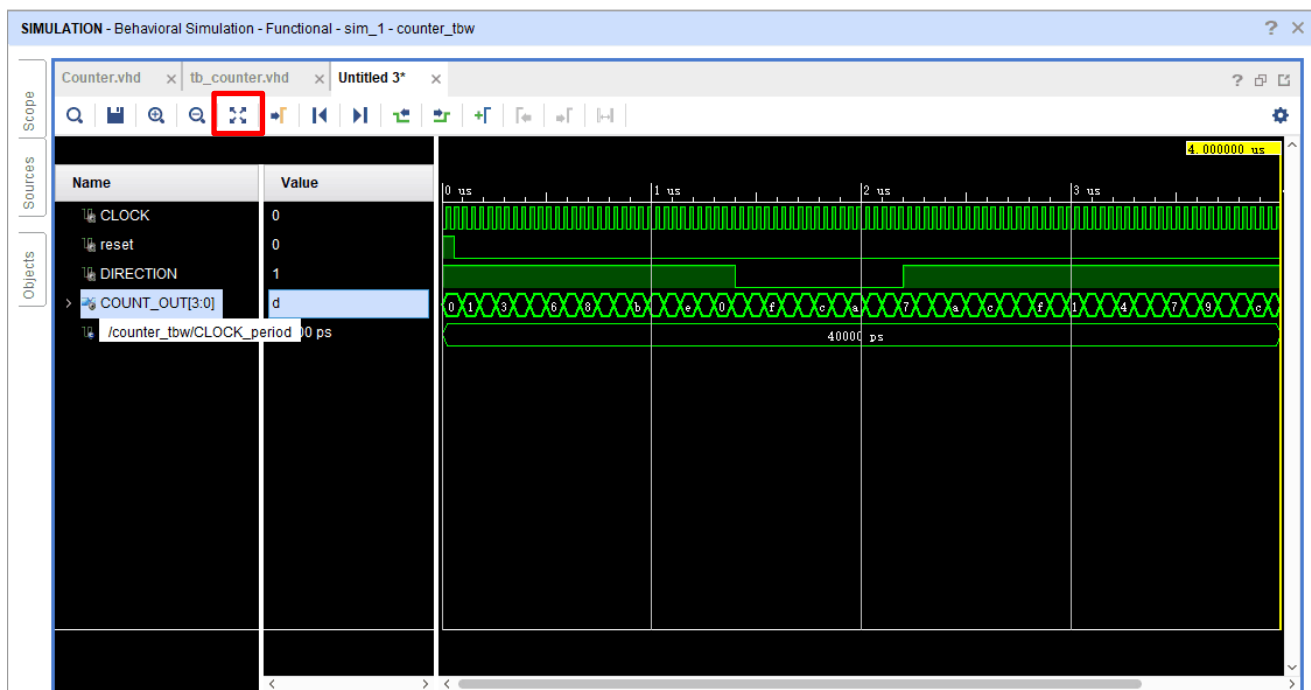 SIMULATION - Behavioral Simulation - Functional - sim_1 - counter_tbw
Scope
Sources
Objects
Counter.vhd
tb_counter.vhd
Untitled 3*
4.000000 us
Name
Value
0 us
1 us
2 us
3 us
CLOCK
0
reset
0
DIRECTION
1
COUNT_OUT[3:0]
d
0 1 3 6 8 b e 0 f c a 7 a c f 1 4 7 9 c
/counter_tbw/CLOCK_period
00 ps
40000 ps